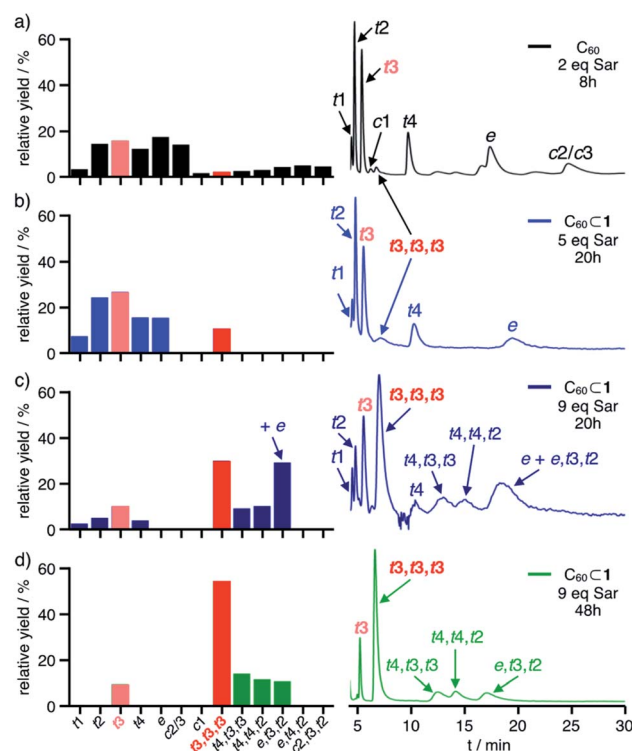 a)
relative yield / %
60
40
20
0
t1
t2
t3
c1
t4
e
c2/c3
C60
2 eq Sar
8h
b)
relative yield / %
60
40
20
0
t1
t2
t3
t3,t3,t3
t4
e
C60⊂1
5 eq Sar
20h
c)
relative yield / %
60
40
20
0
+ e
t1
t2
t3
t3,t3,t3
t4
t4,t3,t3
t4,t4,t2
e + e,t3,t2
C60⊂1
9 eq Sar
20h
d)
relative yield / %
60
40
20
0
t3
t3,t3,t3
t4,t3,t3
t4,t4,t2
e,t3,t2
C60⊂1
9 eq Sar
48h
t1 t2 t3 t4 e c2/3 c1 t3,t3,t3 t4,t3,t3 t4,t4,t2 e,t3,t2 e,t4,t2 c2,t3,t2
5 10 15 20 25 30
t / min